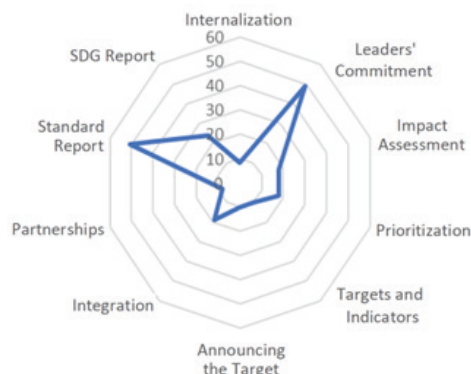 Internalization
60
50
40
30
20
10
0
Leaders'
Commitment
Impact
Assessment
Prioritization
Targets and
Indicators
Announcing
the Target
Integration
Partnerships
Standard
Report
SDG Report